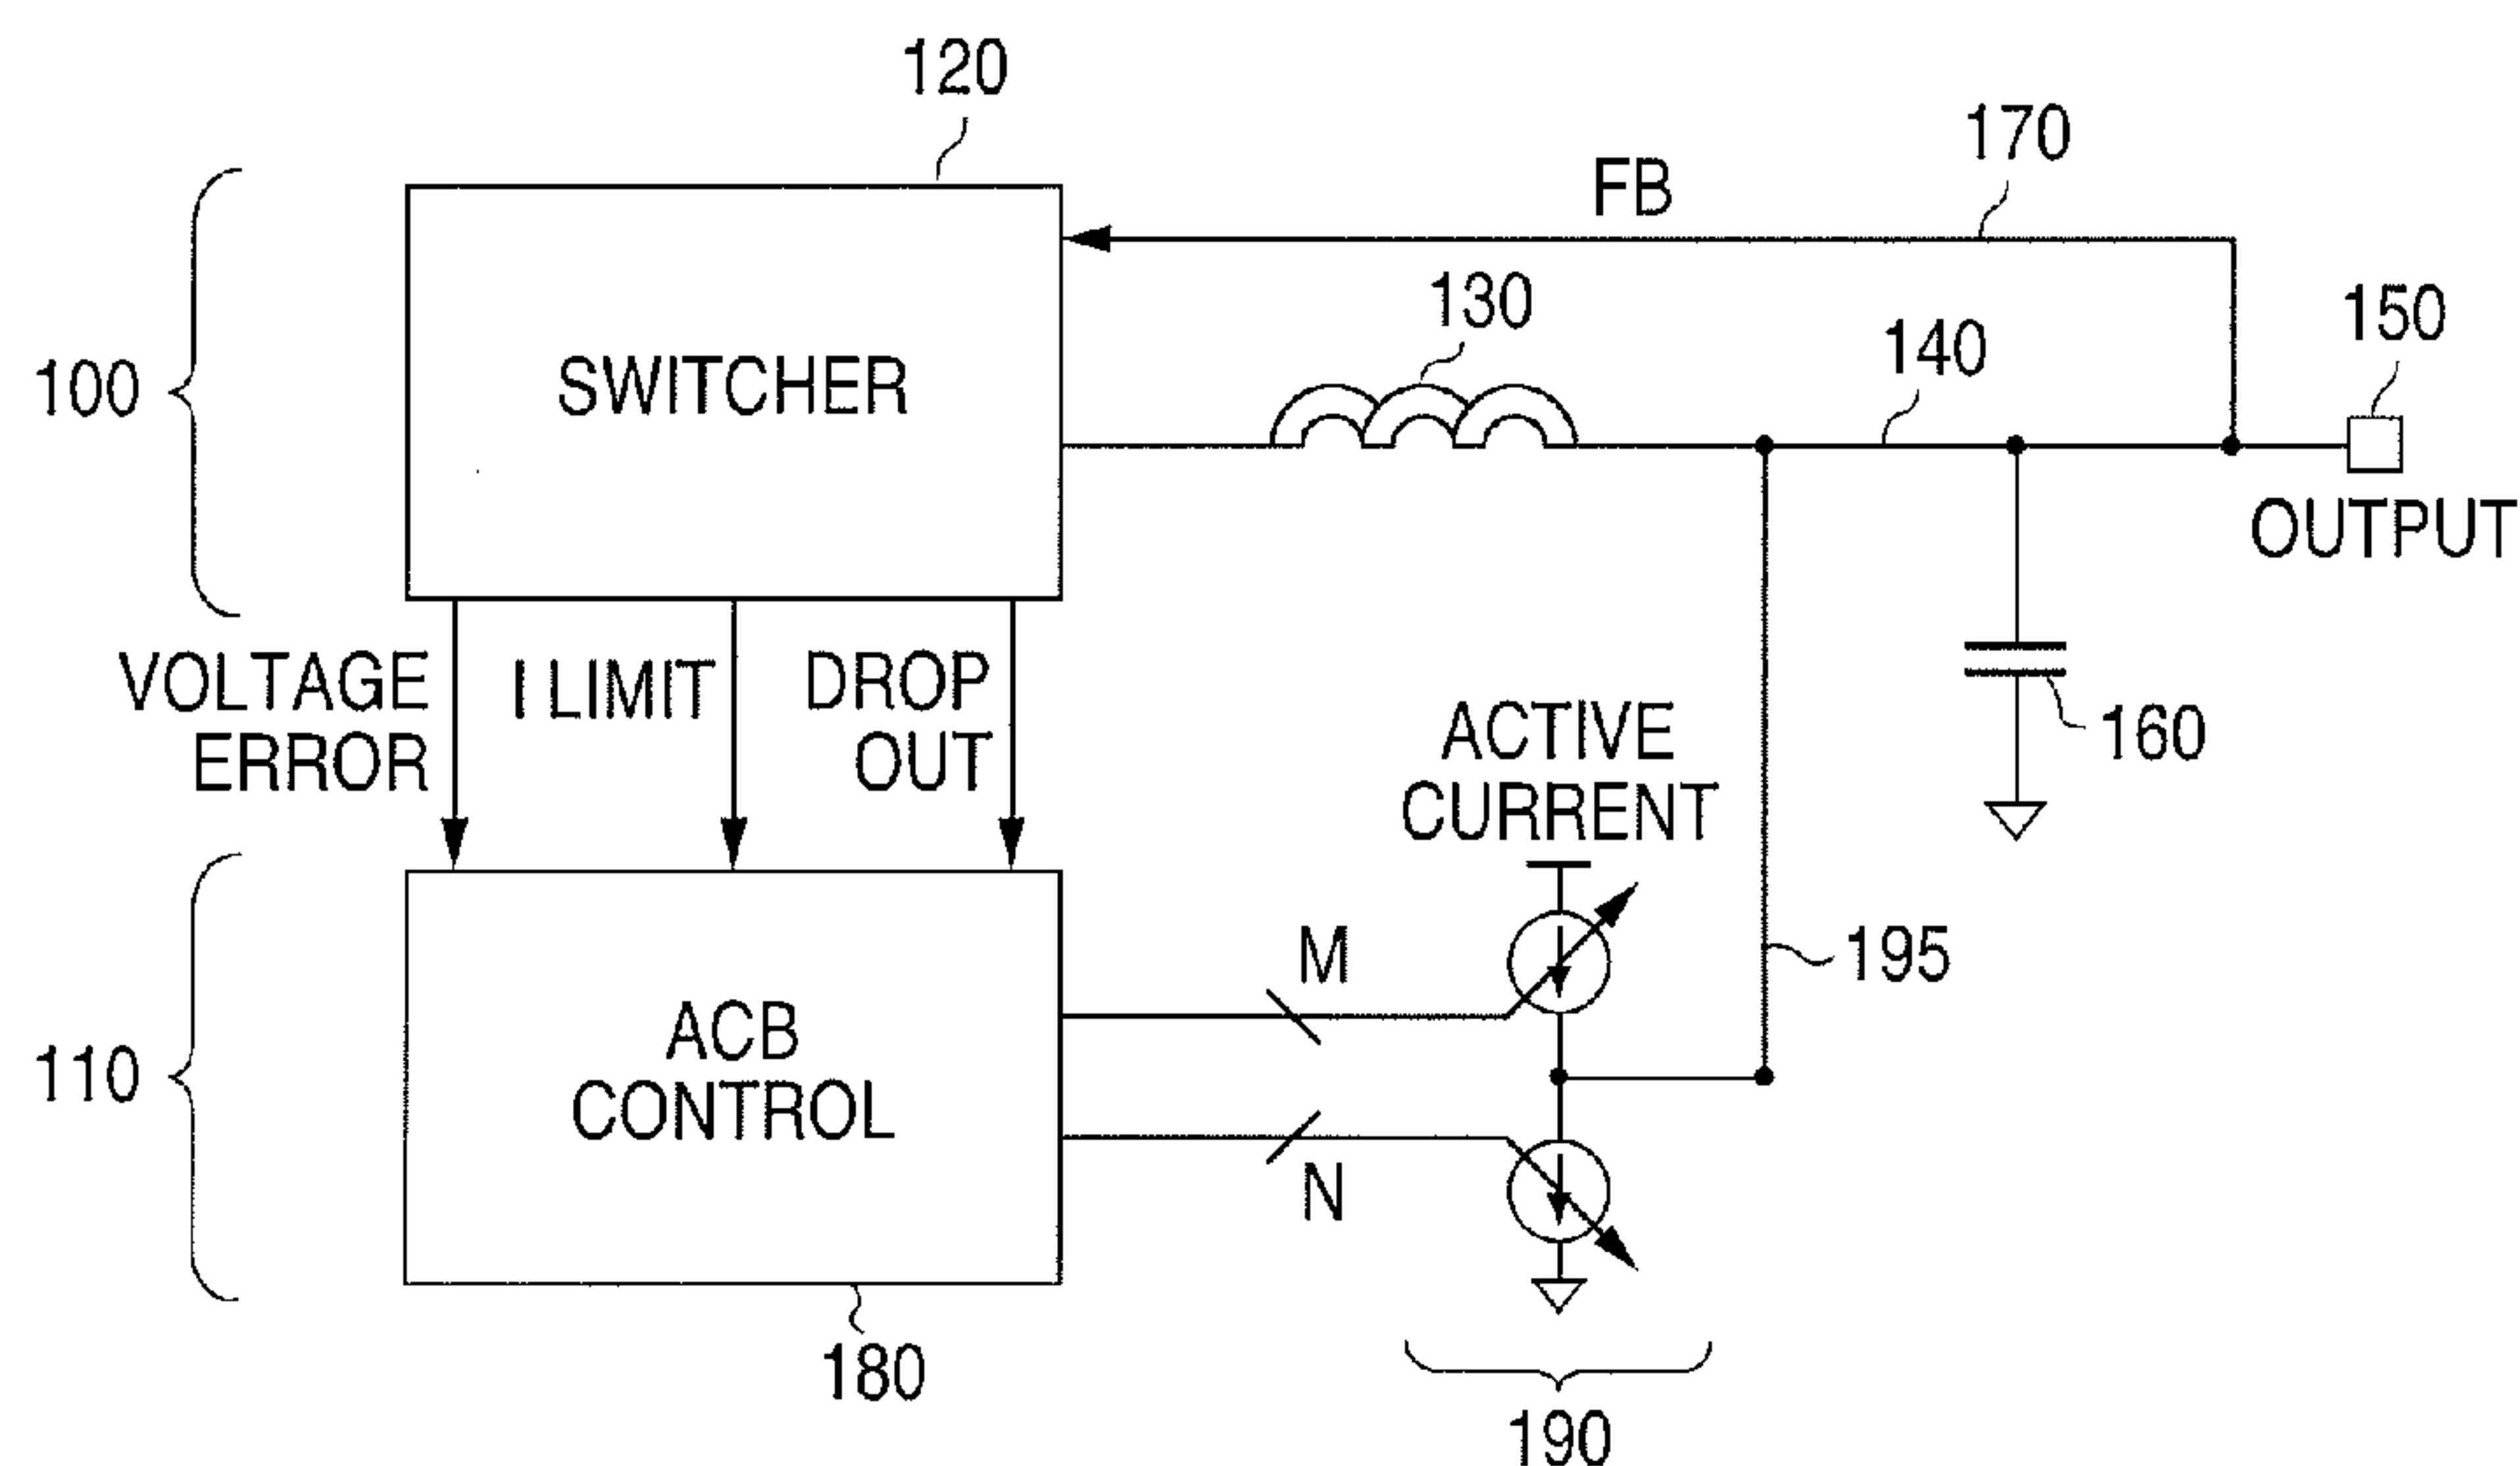 120
170
FB
130
150
140
100
SWITCHER
OUTPUT
VOLTAGE
ERROR
I LIMIT
DROP
OUT
ACTIVE
CURRENT
160
M
195
ACB
CONTROL
110
N
180
190